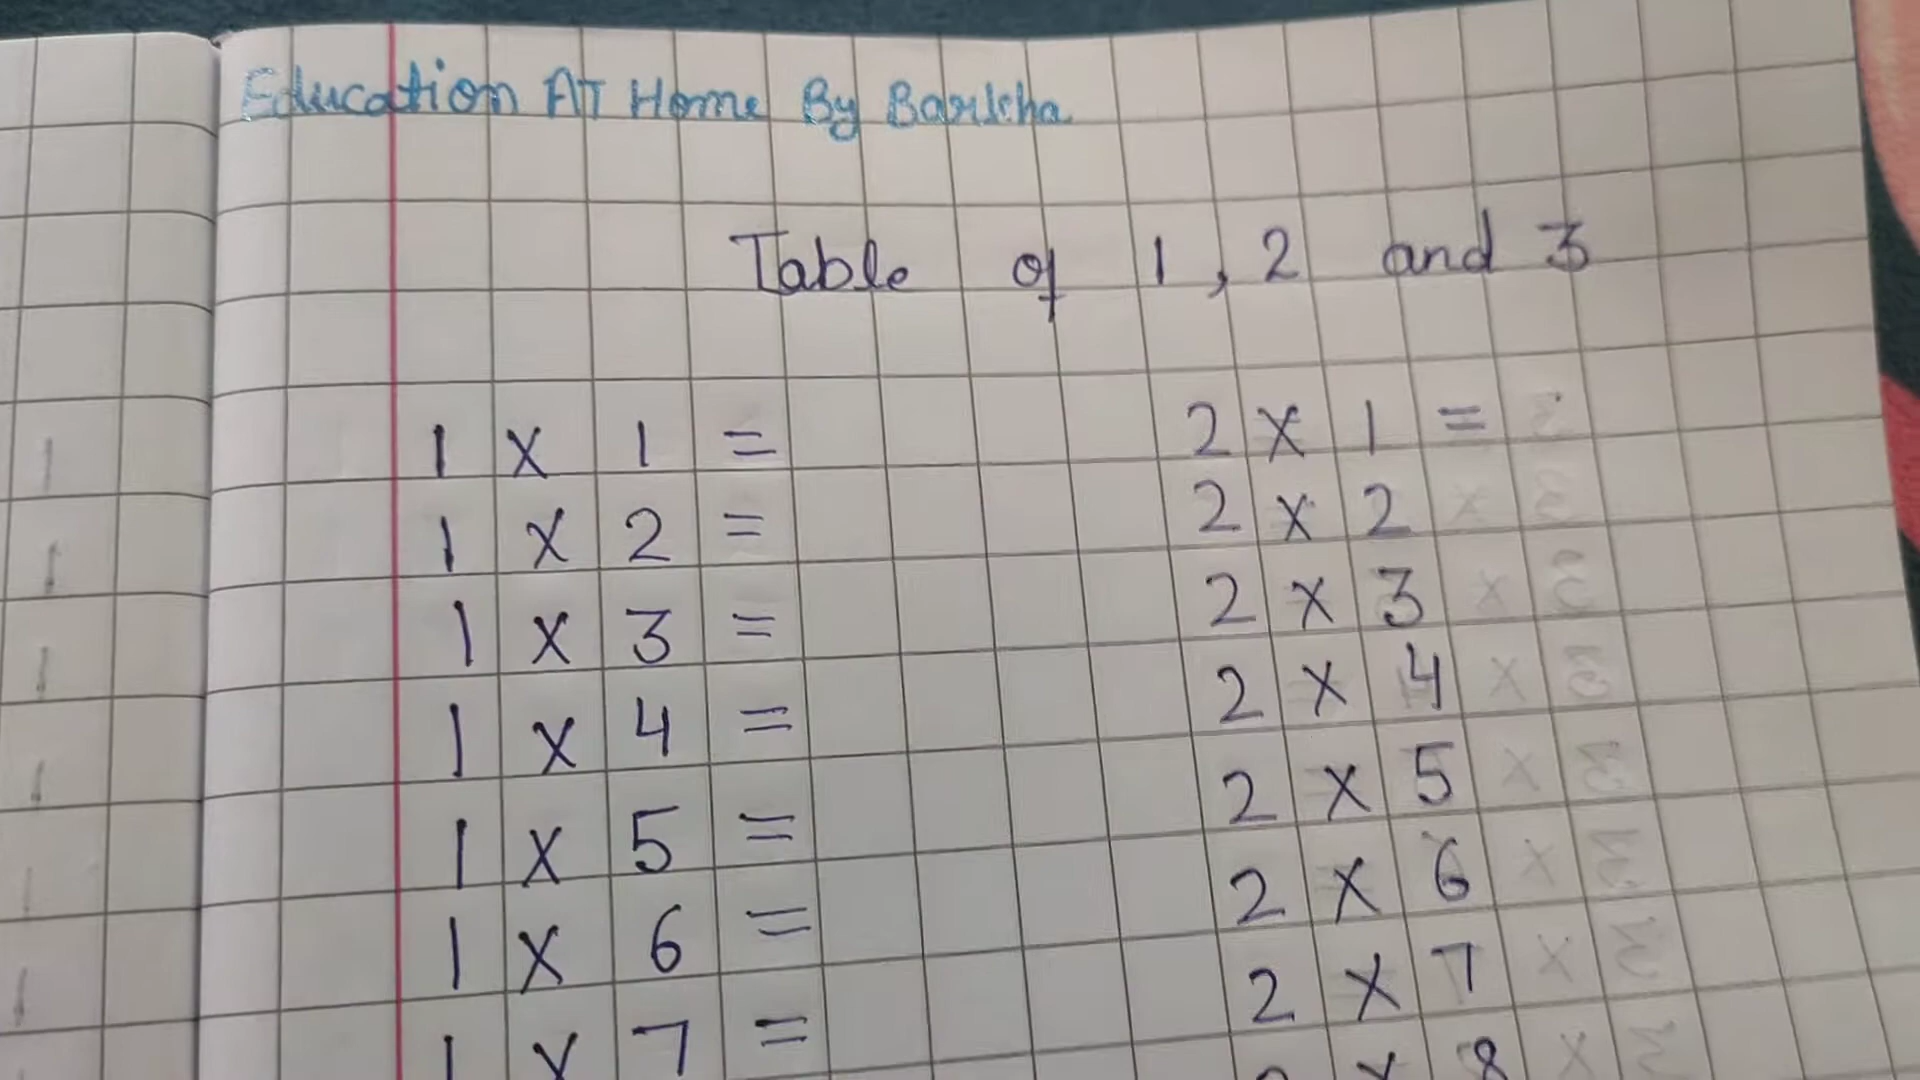 Education AT Home By Barkha
Table of 1, 2 and 3
1 x 1 =
1 x 2 =
1 x 3 =
1 x 4 =
1 x 5 =
1 x 6 =
1 x 7 =
2 x 1 =
2 x 2
2 x 3
2 x 4
2 x 5
2 x 6
2 x 7
2 x 8